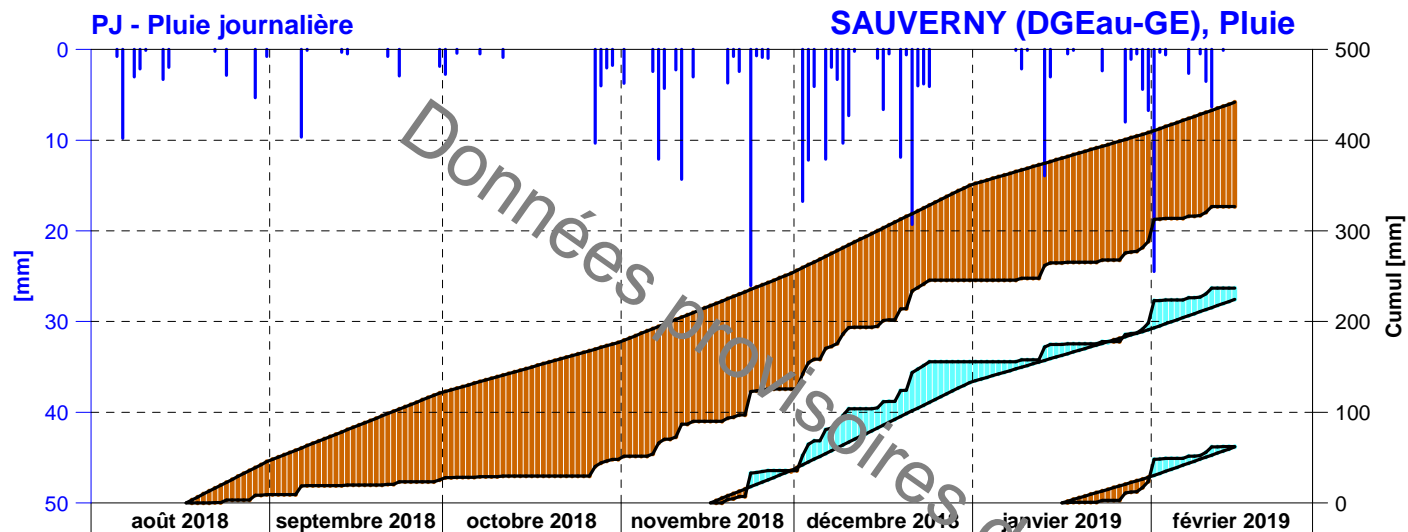 PJ - Pluie journalière
SAUVERNY (DGEau-GE), Pluie
0
10
20
30
40
50
[mm]
500
400
300
200
100
0
Cumul [mm]
Données provisoires
août 2018
septembre 2018
octobre 2018
novembre 2018
décembre 2018
janvier 2019
février 2019